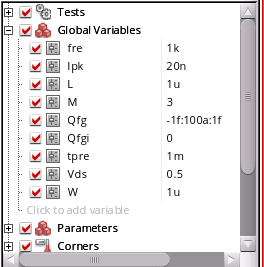 Tests
Global Variables
fre 1k
Ipk 20n
L 1u
M 3
Qfg -1f:100a:1f
Qfgi 0
tpre 1m
Vds 0.5
W 1u
Click to add variable
Parameters
Corners